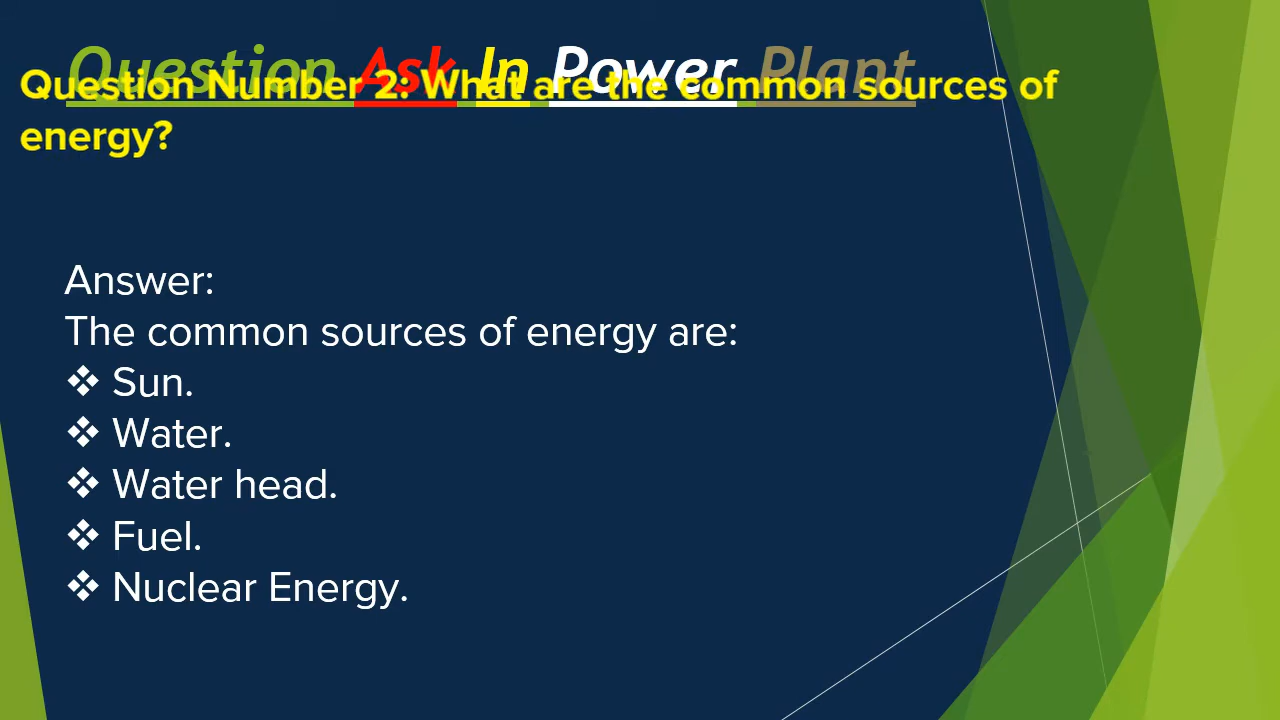 Question Ask In Power Plant
Question Number 2: What are the common sources of
energy?
Answer:
The common sources of energy are:
❖ Sun.
❖ Water.
❖ Water head.
❖ Fuel.
❖ Nuclear Energy.